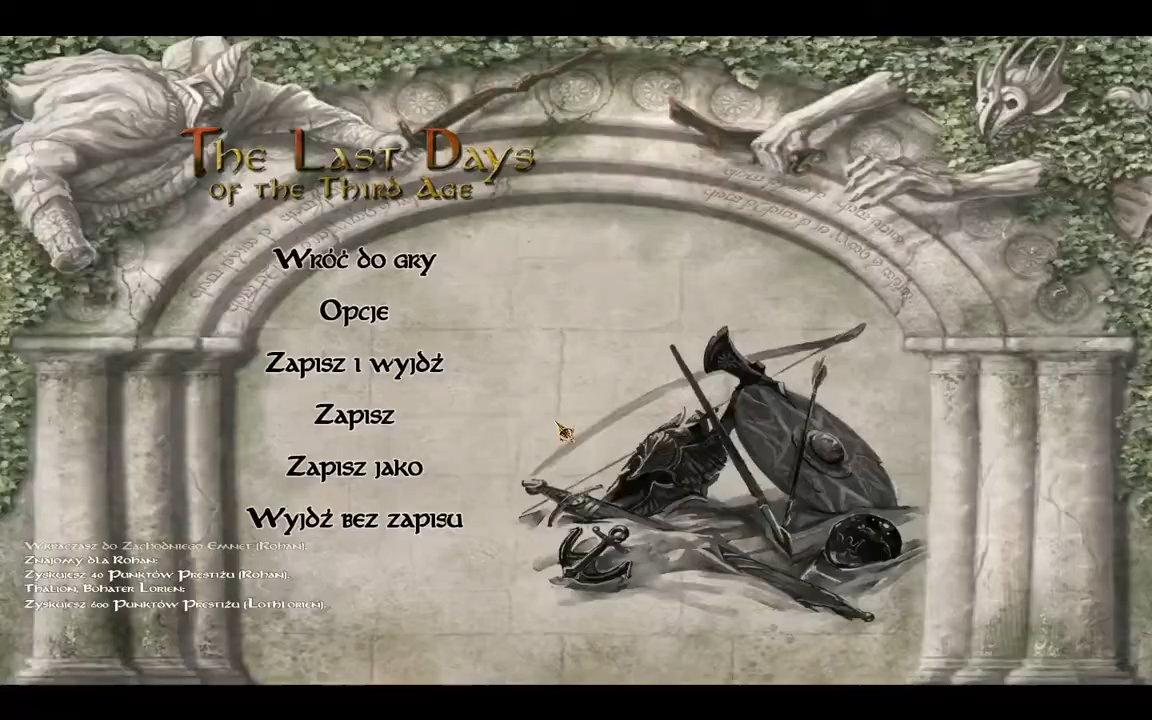 The Last Days
of the Third Age
Wróć do gry
Opcje
Zapisz i wyjdź
Zapisz
Zapisz jako
Wyjdź bez zapisu
Wkraczasz do Zachodniego Emnet (Rohan).
Znajomy dla Rohan;
Zyskujesz 40 Punktów Prestiżu (Rohan).
Thalion, Bohater Lorien;
Zyskujesz 600 Punktów Prestiżu (Lothlorien).